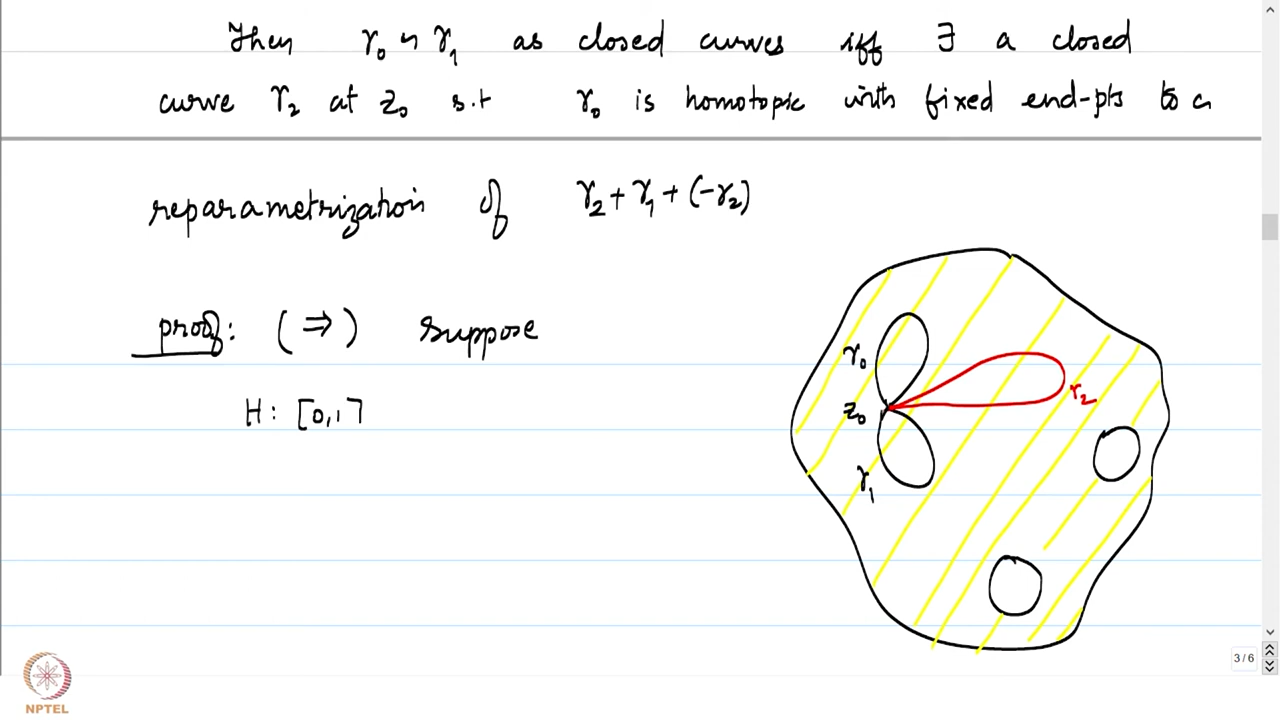 Then γ₀ ~ γ₁ as closed curves iff ∃ a closed
curve γ₂ at z₀ s.t γ₀ is homotopic with fixed end-pts to a
reparametrization of γ₂ + γ₁ + (-γ₂)
proof: (⇒) suppose
H: [0,1]
γ₀
z₀
γ₂
γ₁
3 / 6
NPTEL